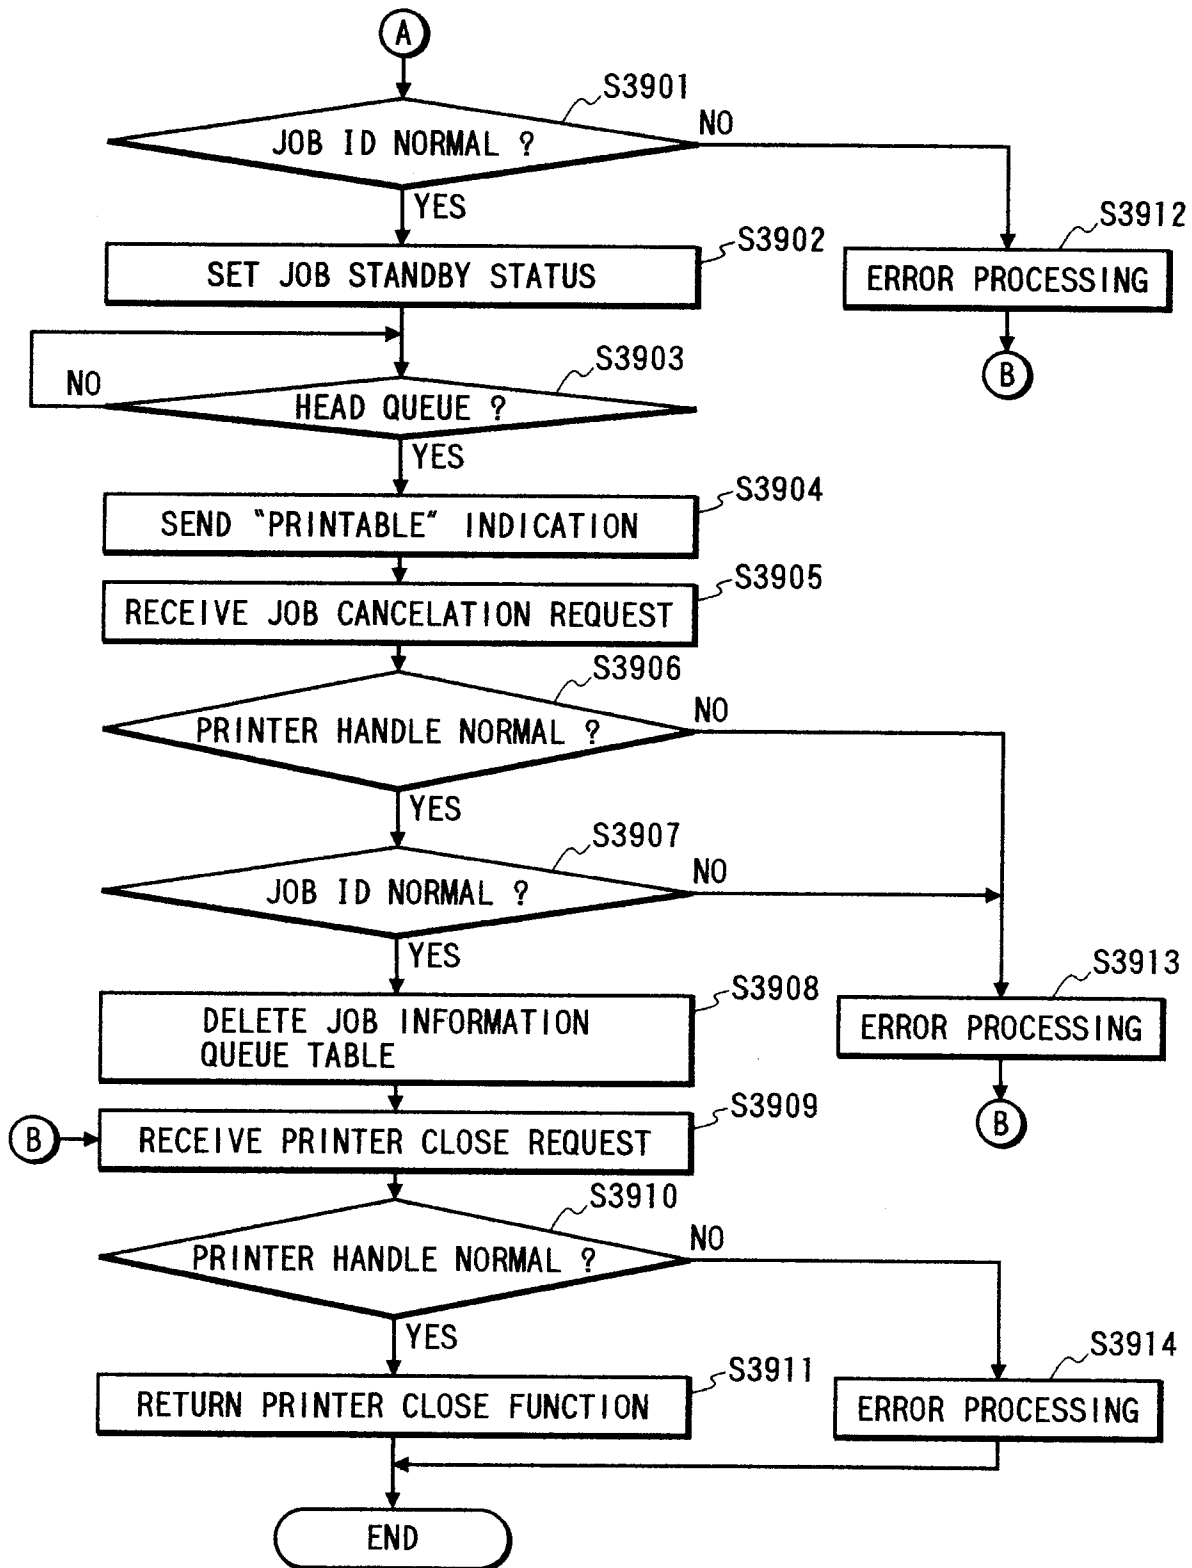 A
S3901
JOB ID NORMAL ?
NO
YES
S3912
S3902
SET JOB STANDBY STATUS
ERROR PROCESSING
B
S3903
NO
HEAD QUEUE ?
YES
S3904
SEND "PRINTABLE" INDICATION
S3905
RECEIVE JOB CANCELATION REQUEST
S3906
PRINTER HANDLE NORMAL ?
NO
YES
S3907
JOB ID NORMAL ?
NO
YES
S3913
S3908
DELETE JOB INFORMATION
QUEUE TABLE
ERROR PROCESSING
B
S3909
B
RECEIVE PRINTER CLOSE REQUEST
S3910
PRINTER HANDLE NORMAL ?
NO
YES
S3914
S3911
RETURN PRINTER CLOSE FUNCTION
ERROR PROCESSING
END